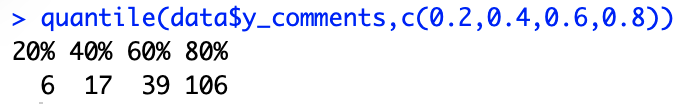 > quantile(data$y_comments,c(0.2,0.4,0.6,0.8))
20% 40% 60% 80%
6 17 39 106